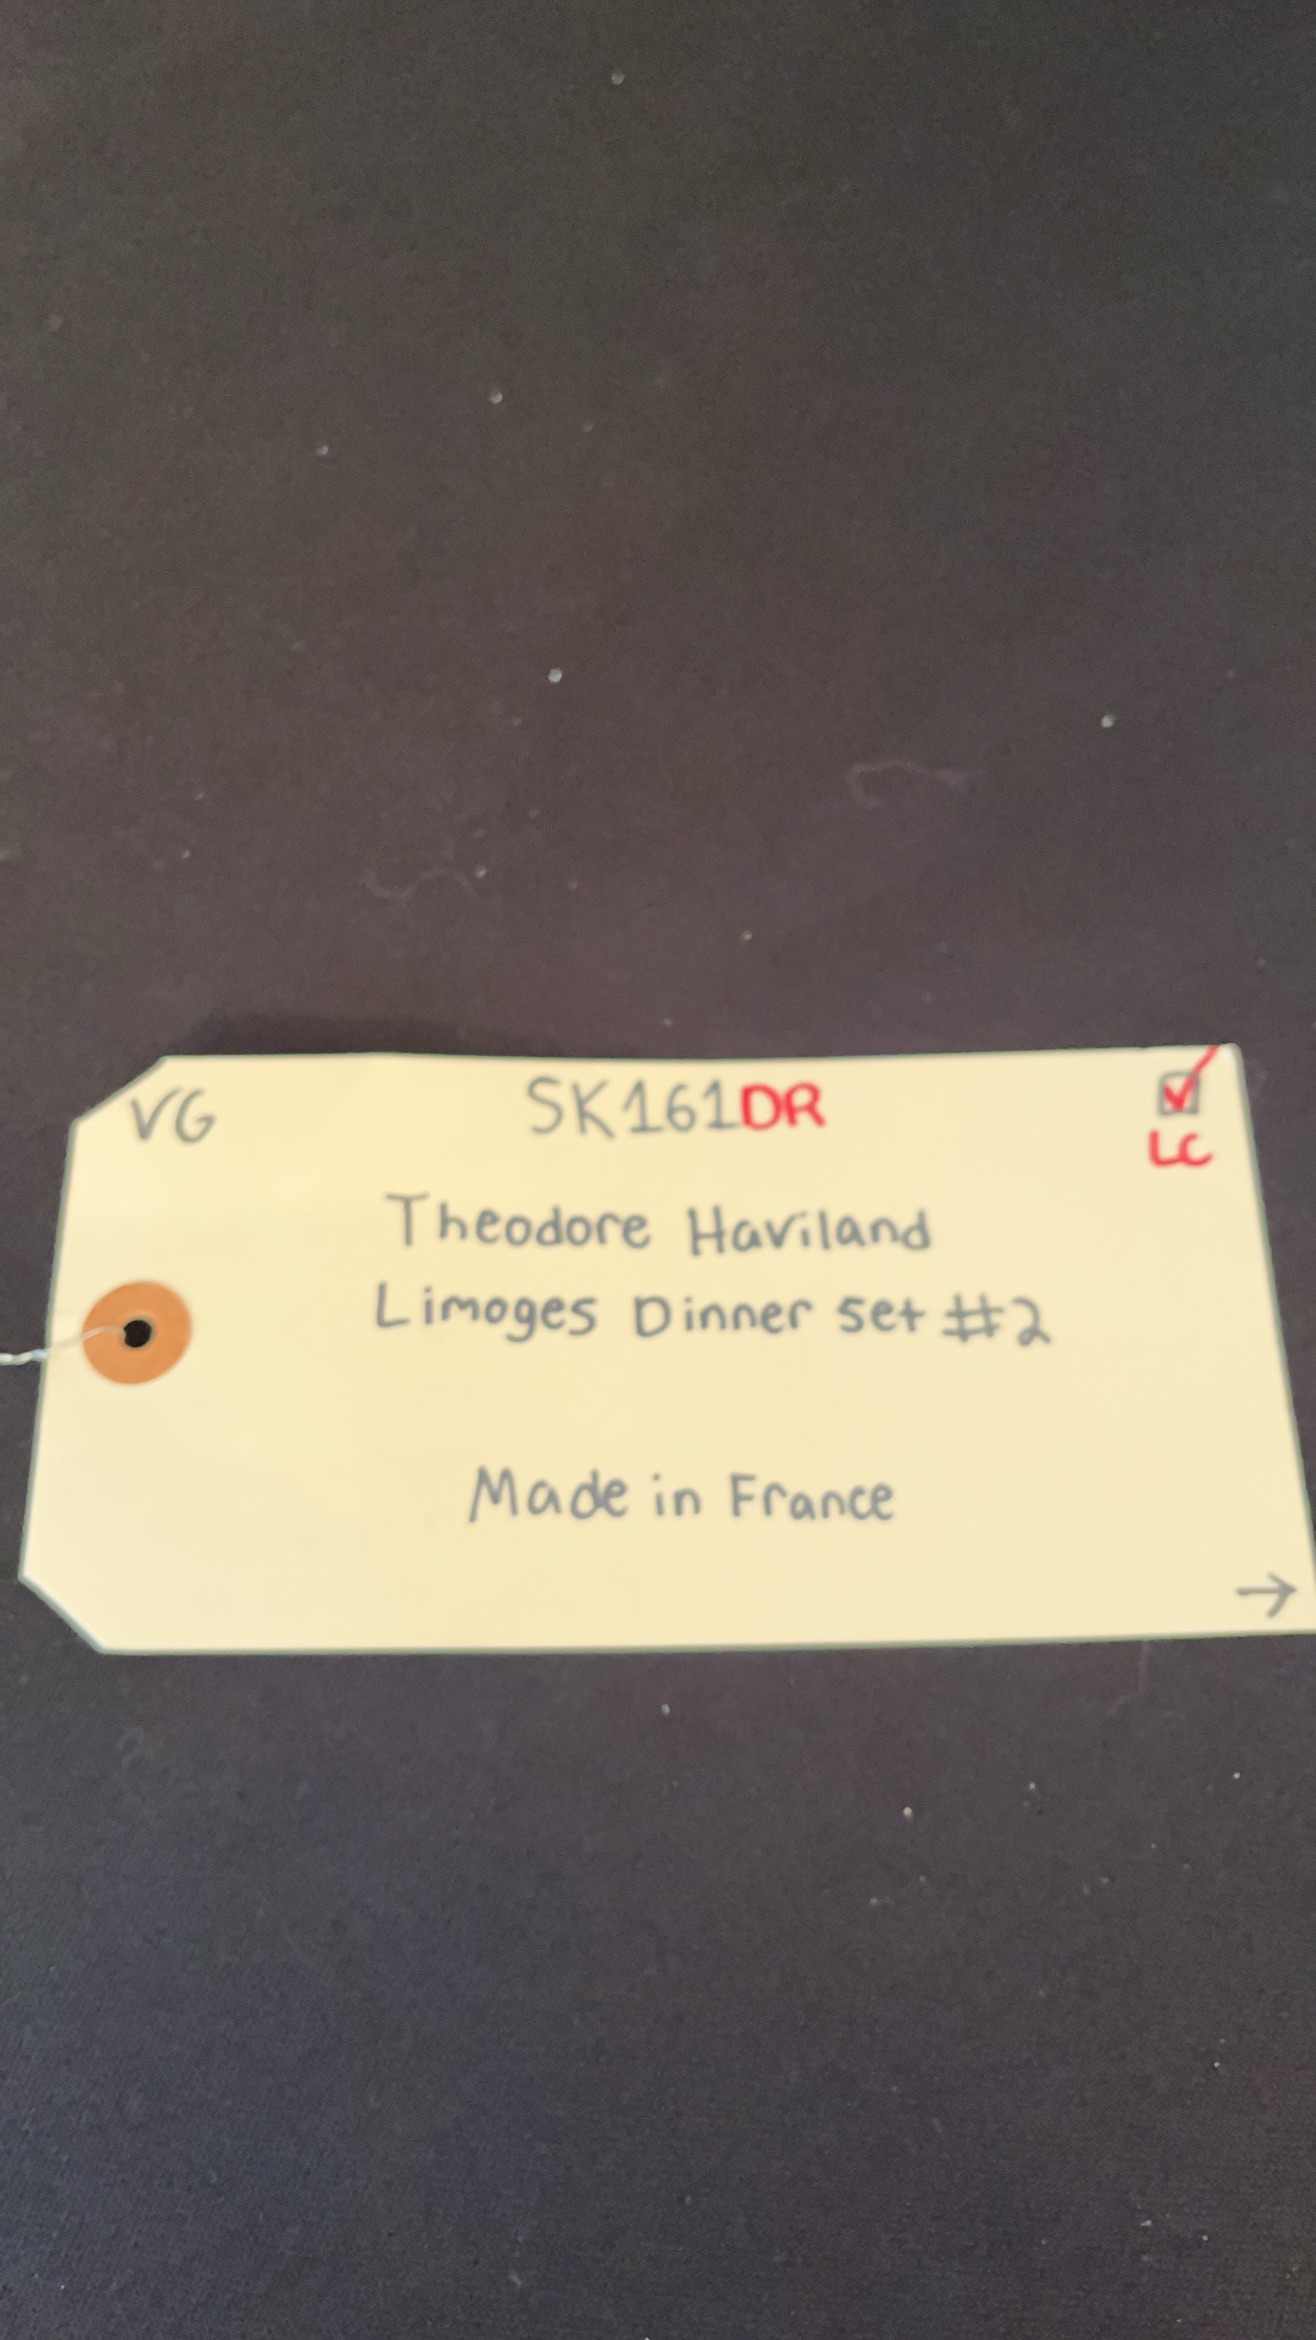 VG SK161DR
LC
Theodore Haviland
Limoges Dinner Set #2
Made in France
→